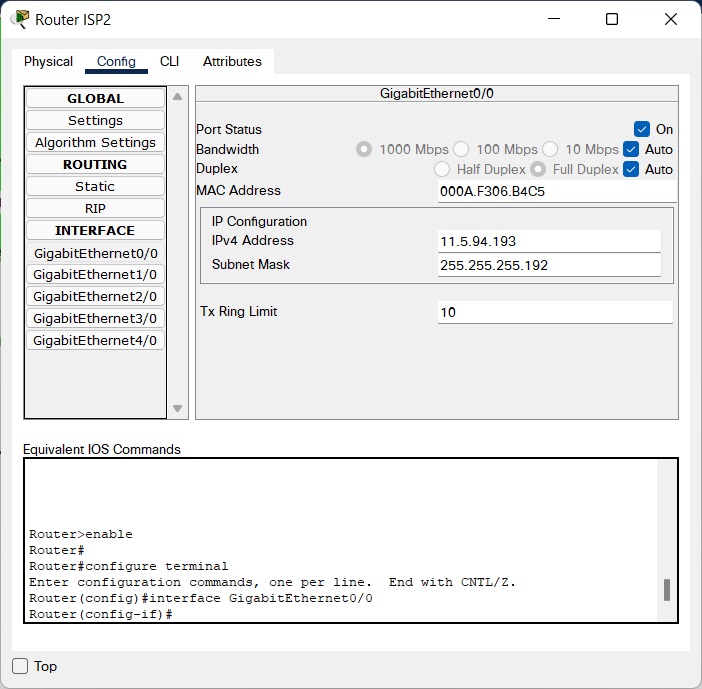 Router ISP2
Physical Config CLI Attributes
GLOBAL
Settings
Algorithm Settings
ROUTING
Static
RIP
INTERFACE
GigabitEthernet0/0
GigabitEthernet1/0
GigabitEthernet2/0
GigabitEthernet3/0
GigabitEthernet4/0
GigabitEthernet0/0
Port Status On
Bandwidth 1000 Mbps 100 Mbps 10 Mbps Auto
Duplex Half Duplex Full Duplex Auto
MAC Address 000A.F306.B4C5
IP Configuration
IPv4 Address 11.5.94.193
Subnet Mask 255.255.255.192
Tx Ring Limit 10
Equivalent IOS Commands
Router>enable
Router#
Router#configure terminal
Enter configuration commands, one per line. End with CNTL/Z.
Router(config)#interface GigabitEthernet0/0
Router(config-if)#
Top